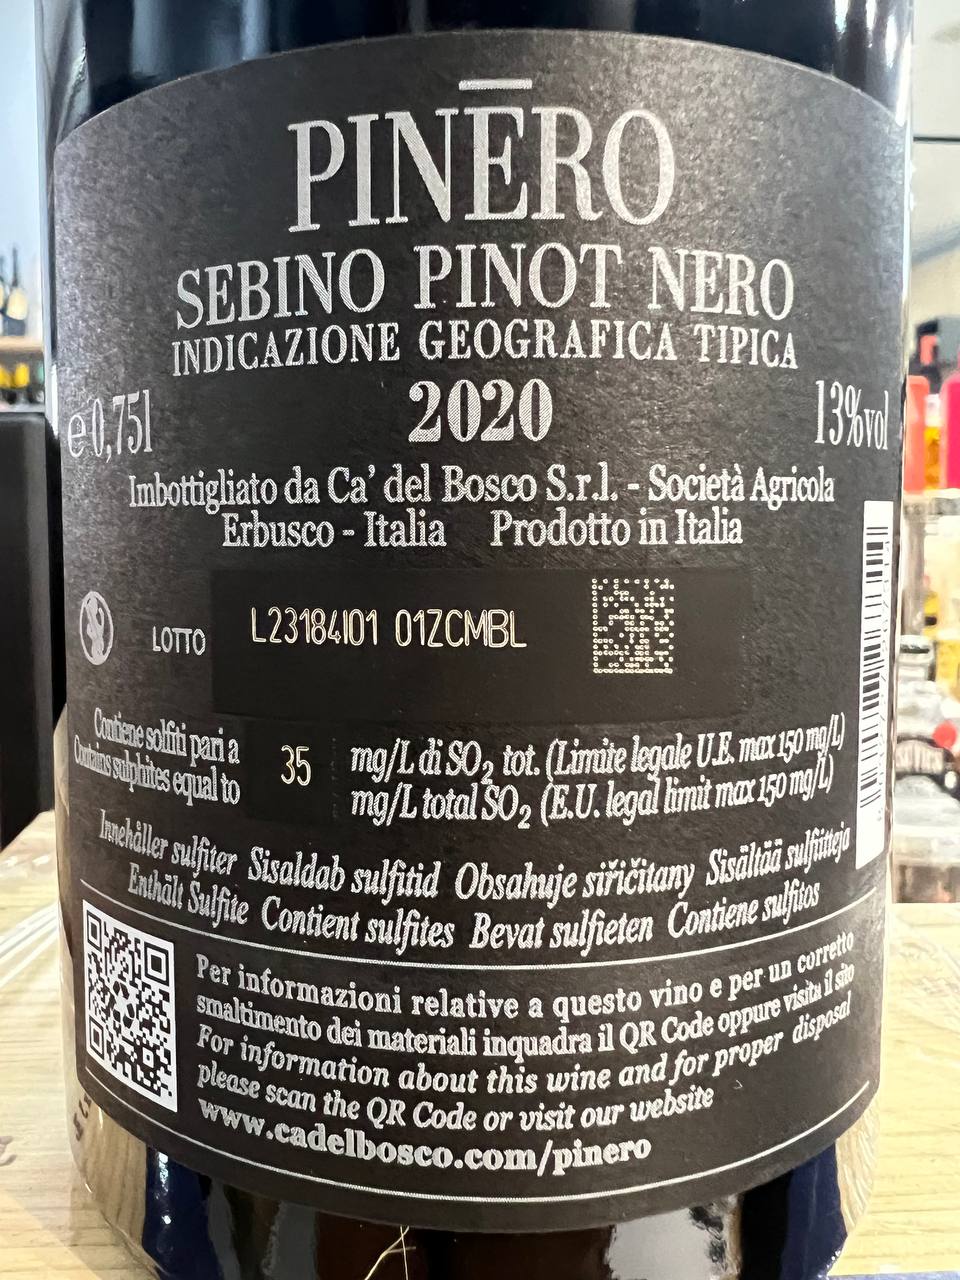 PINĒRO
SEBINO PINOT NERO
INDICAZIONE GEOGRAFICA TIPICA
e 0,75l 2020 13%vol
Imbottigliato da Ca' del Bosco S.r.l. - Società Agricola
Erbusco - Italia Prodotto in Italia
LOTTO L23184I01 01ZCMBL
Contiene solfiti pari a 35 mg/L di SO₂ tot. (Limite legale U.E. max 150 mg/L)
Contains sulphites equal to mg/L total SO₂ (E.U. legal limit max 150 mg/L)
Innehåller sulfiter Sisaldab sulfitid Obsahuje siřičitany Sisältää sulfiitteja
Enthält Sulfite Contient sulfites Bevat sulfieten Contiene sulfitos
Per informazioni relative a questo vino e per un corretto
smaltimento dei materiali inquadra il QR Code oppure visita il sito
For information about this wine and for proper disposal
please scan the QR Code or visit our website
www.cadelbosco.com/pinero